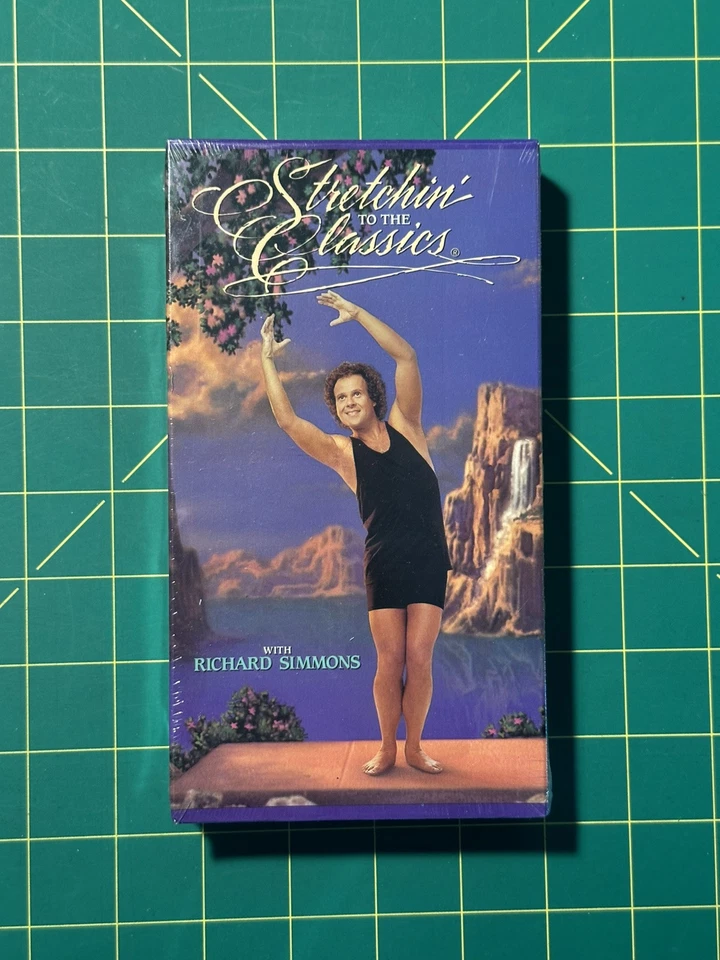 Stretchin'
TO THE
Classics®
WITH
RICHARD SIMMONS